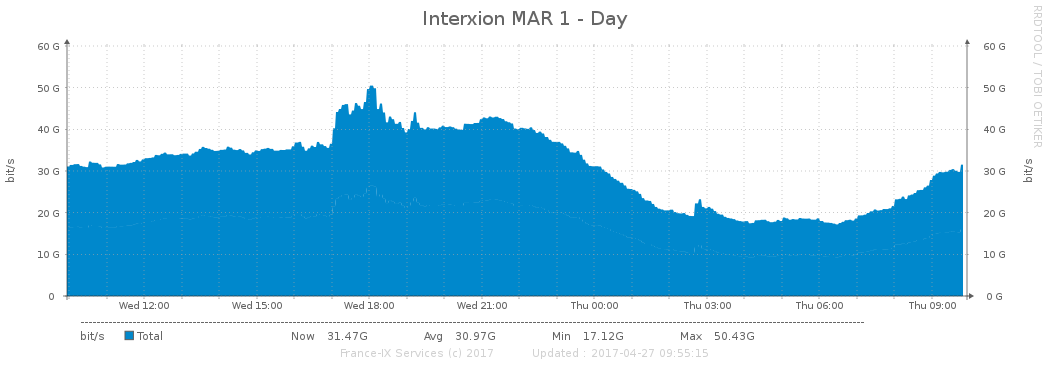 Interxion MAR 1 - Day
RRDTOOL / TOBI OETIKER
60 G 60 G
50 G 50 G
40 G 40 G
30 G 30 G
20 G 20 G
10 G 10 G
0 0 G
bit/s bit/s
Wed 12:00 Wed 15:00 Wed 18:00 Wed 21:00 Thu 00:00 Thu 03:00 Thu 06:00 Thu 09:00
bit/s Total Now 31.47G Avg 30.97G Min 17.12G Max 50.43G
France-IX Services (c) 2017 Updated : 2017-04-27 09:55:15